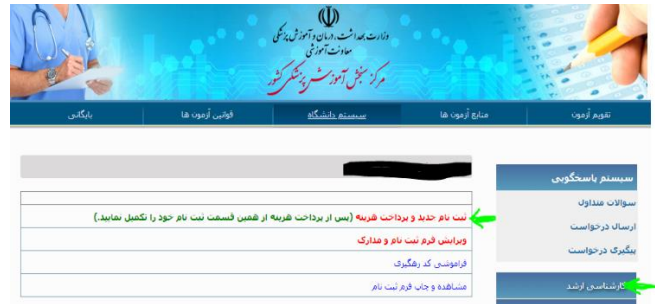 وزارت بهداشت، درمان و آموزش پزشکی
معاونت آموزشی
مرکز سنجش آموزش پزشکی کشور
تقویم آزمون
منابع آزمون ها
سیستم دانشگاه
قوانین آزمون ها
بایگانی
سیستم پاسخگویی
سوالات متداول
ارسال درخواست
پیگیری درخواست
کارشناسی ارشد
ثبت نام جدید و پرداخت هزینه (پس از پرداخت هزینه از همین قسمت ثبت نام خود را تکمیل نمایید.)
ویرایش فرم ثبت نام و مدارک
فراموشی کد رهگیری
مشاهده و چاپ فرم ثبت نام